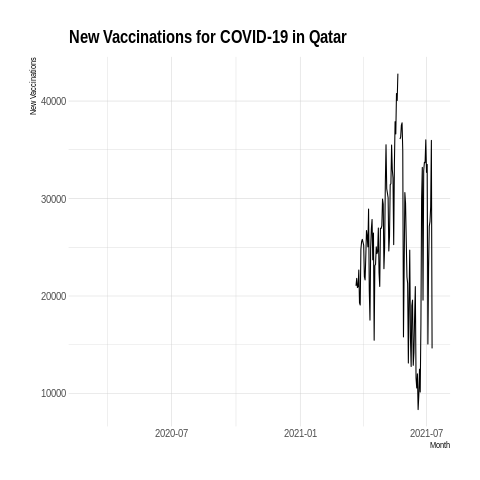 New Vaccinations for COVID-19 in Qatar
New Vaccinations
40000
30000
20000
10000
2020-07
2021-01
2021-07
Month